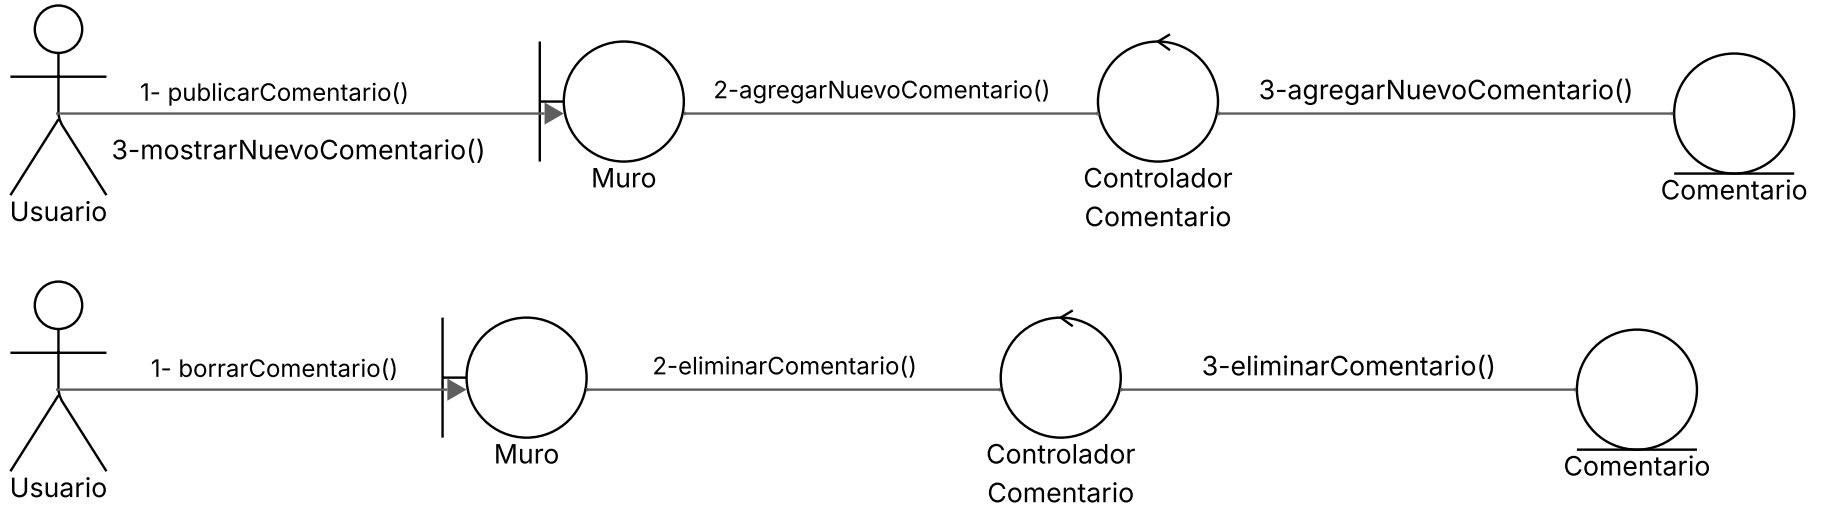 1- publicarComentario()
2-agregarNuevoComentario()
3-agregarNuevoComentario()
3-mostrarNuevoComentario()
Muro
Controlador
Comentario
Comentario
Usuario
1- borrarComentario()
2-eliminarComentario()
3-eliminarComentario()
Muro
Controlador
Comentario
Comentario
Usuario